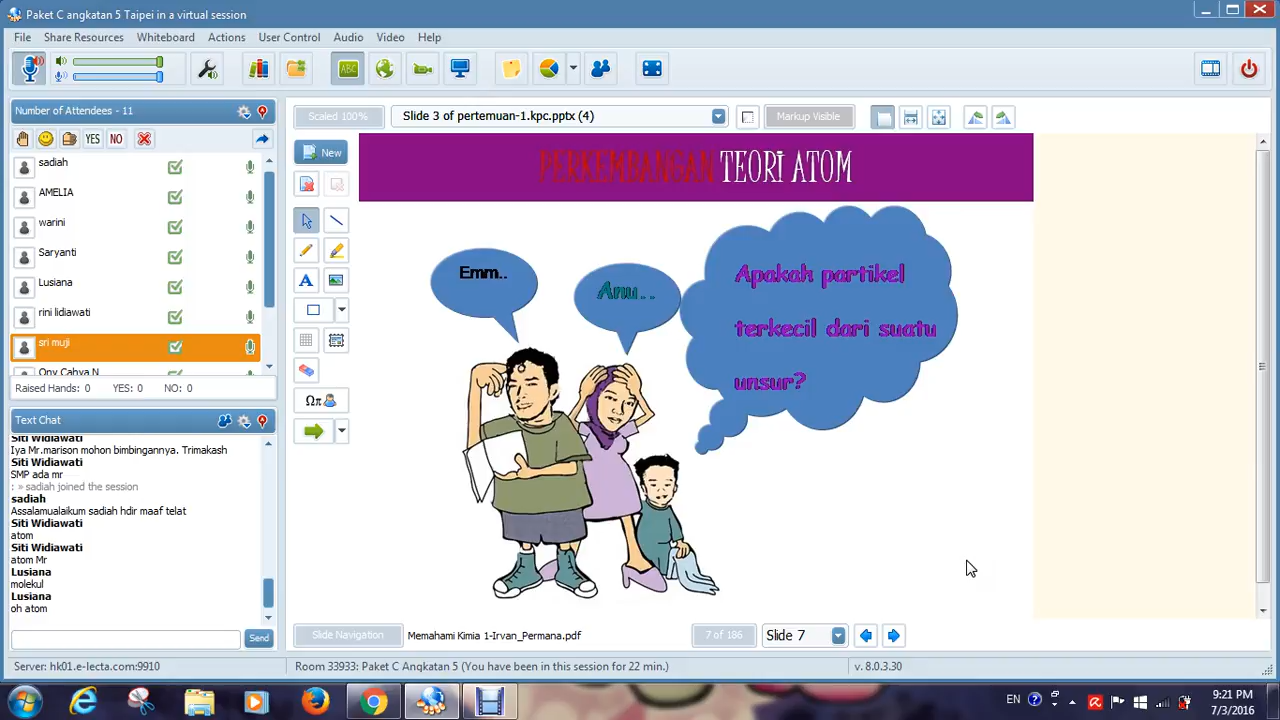 Paket C angkatan 5 Taipei in a virtual session
File Share Resources Whiteboard Actions User Control Audio Video Help
ABC
Number of Attendees - 11
YES NO
sadiah
AMELIA
warini
Saryanti
Lusiana
rini lidiawati
sri muji
Ony Cahya N
Raised Hands: 0 YES: 0 NO: 0
Text Chat
Siti Widiawati
Iya Mr.marison mohon bimbingannya. Trimakash
Siti Widiawati
SMP ada mr
: » sadiah joined the session
sadiah
Assalamualaikum sadiah hdir maaf telat
Siti Widiawati
atom
Siti Widiawati
atom Mr
Lusiana
molekul
Lusiana
oh atom
Send
Scaled 100%
Slide 3 of pertemuan-1.kpc.pptx (4)
Markup Visible
New
A
Ωπ
PERKEMBANGAN TEORI ATOM
Emm..
Anu..
Apakah partikel
terkecil dari suatu
unsur?
Slide Navigation
Memahami Kimia 1-Irvan_Permana.pdf
7 of 186
Slide 7
Server: hk01.e-lecta.com:9910
Room 33933: Paket C Angkatan 5 (You have been in this session for 22 min.)
v. 8.0.3.30
EN
9:21 PM
7/3/2016